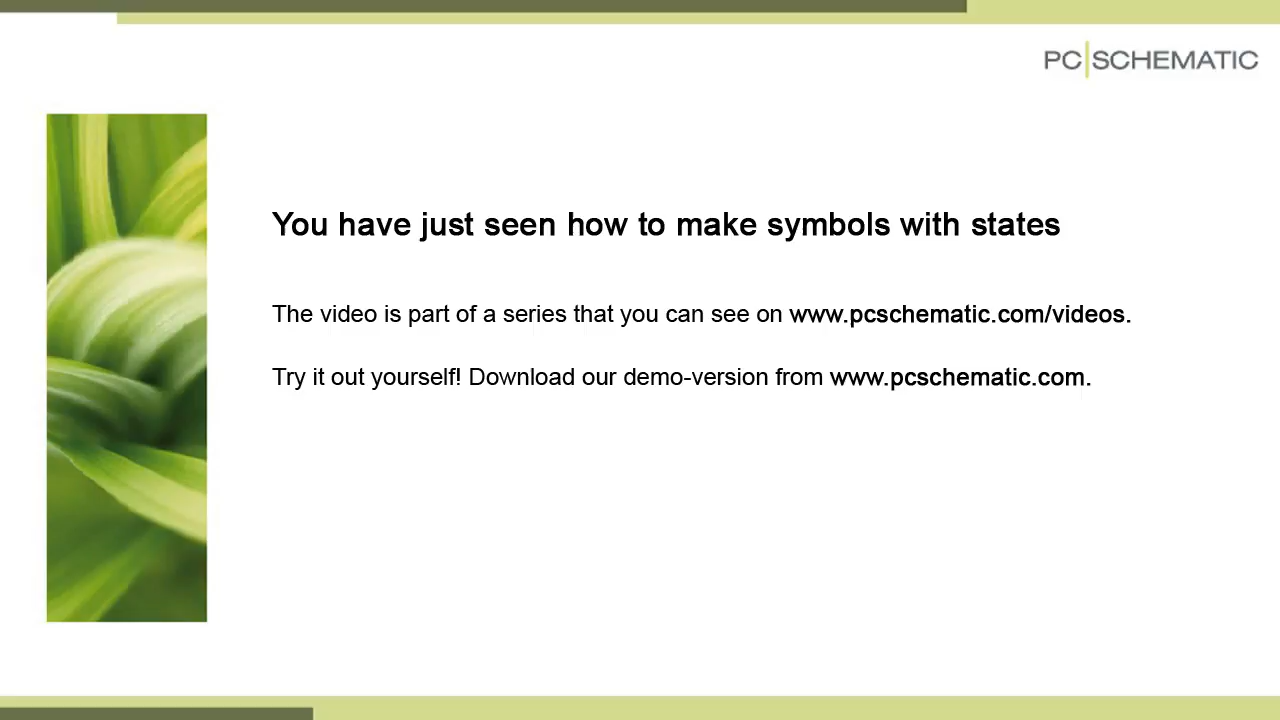 PC|SCHEMATIC
You have just seen how to make symbols with states
The video is part of a series that you can see on www.pcschematic.com/videos.
Try it out yourself! Download our demo-version from www.pcschematic.com.